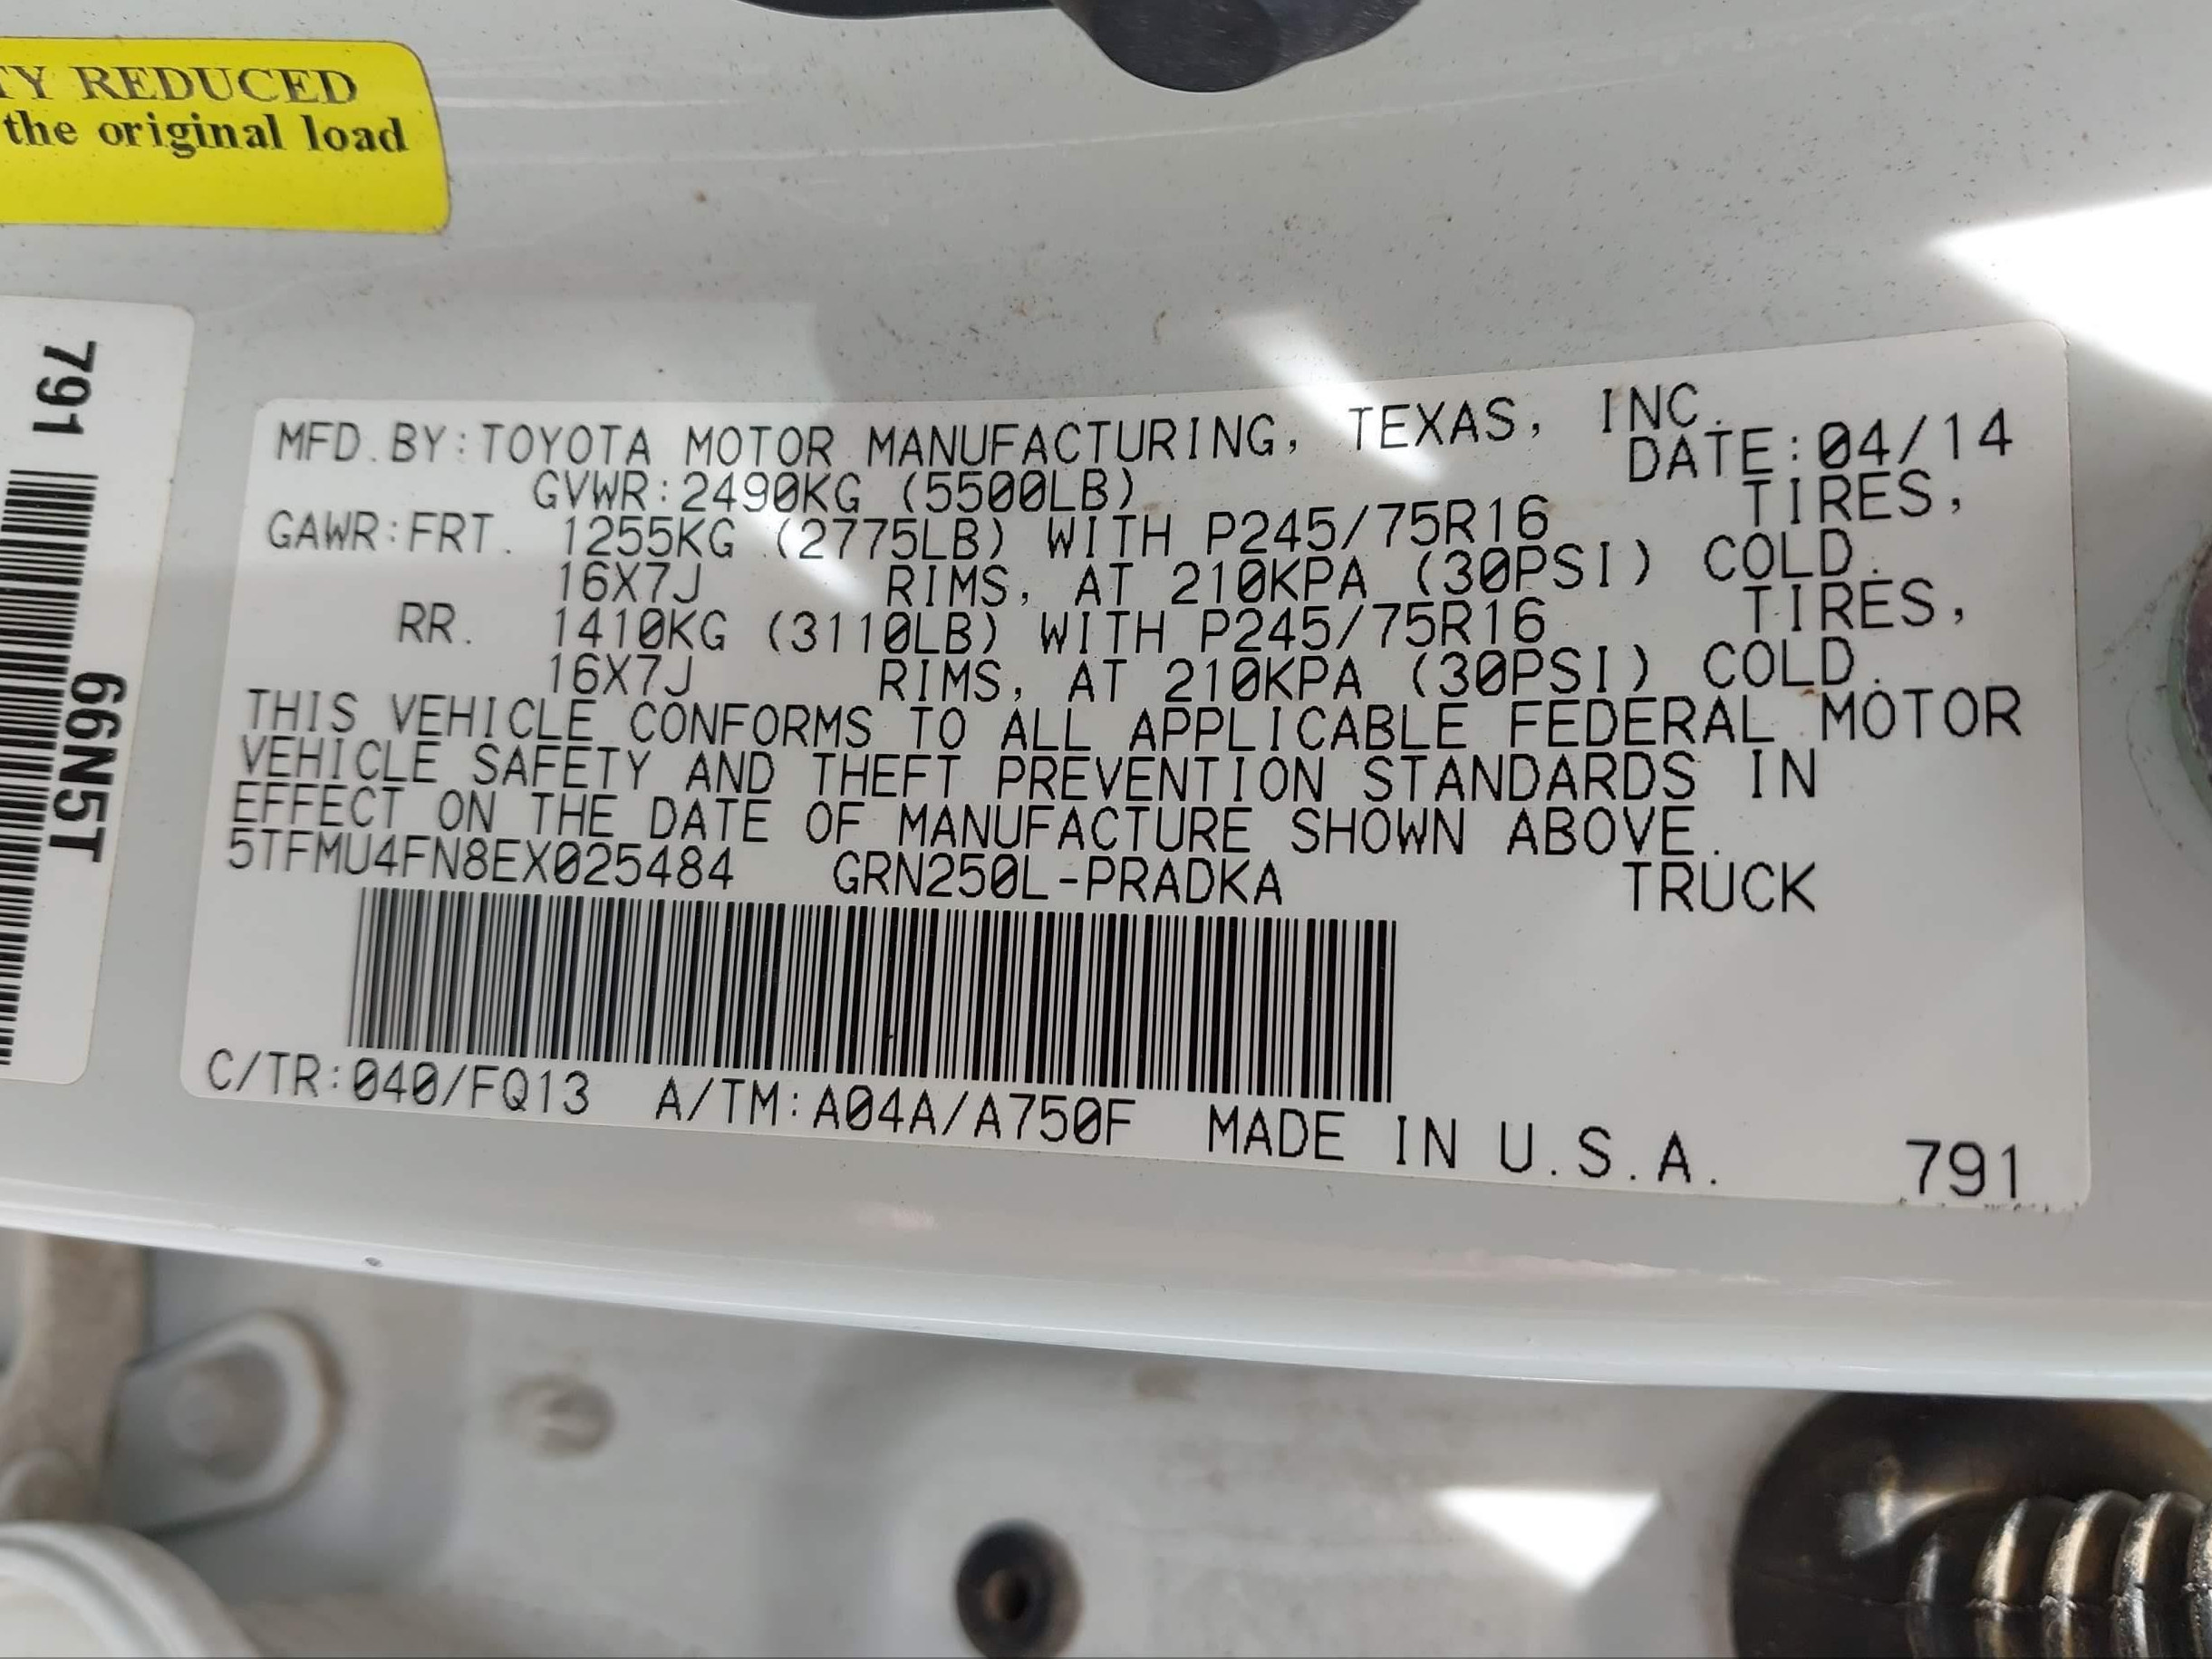 TY REDUCED
the original load
791
66N5T
MFD.BY:TOYOTA MOTOR MANUFACTURING, TEXAS, INC.
DATE:04/14
GVWR:2490KG (5500LB)
GAWR:FRT. 1255KG (2775LB) WITH P245/75R16 TIRES,
16X7J RIMS, AT 210KPA (30PSI) COLD.
RR. 1410KG (3110LB) WITH P245/75R16 TIRES,
16X7J RIMS, AT 210KPA (30PSI) COLD.
THIS VEHICLE CONFORMS TO ALL APPLICABLE FEDERAL MOTOR
VEHICLE SAFETY AND THEFT PREVENTION STANDARDS IN
EFFECT ON THE DATE OF MANUFACTURE SHOWN ABOVE.
5TFMU4FN8EX025484 GRN250L-PRADKA TRUCK
C/TR:040/FQ13 A/TM:A04A/A750F MADE IN U.S.A. 791